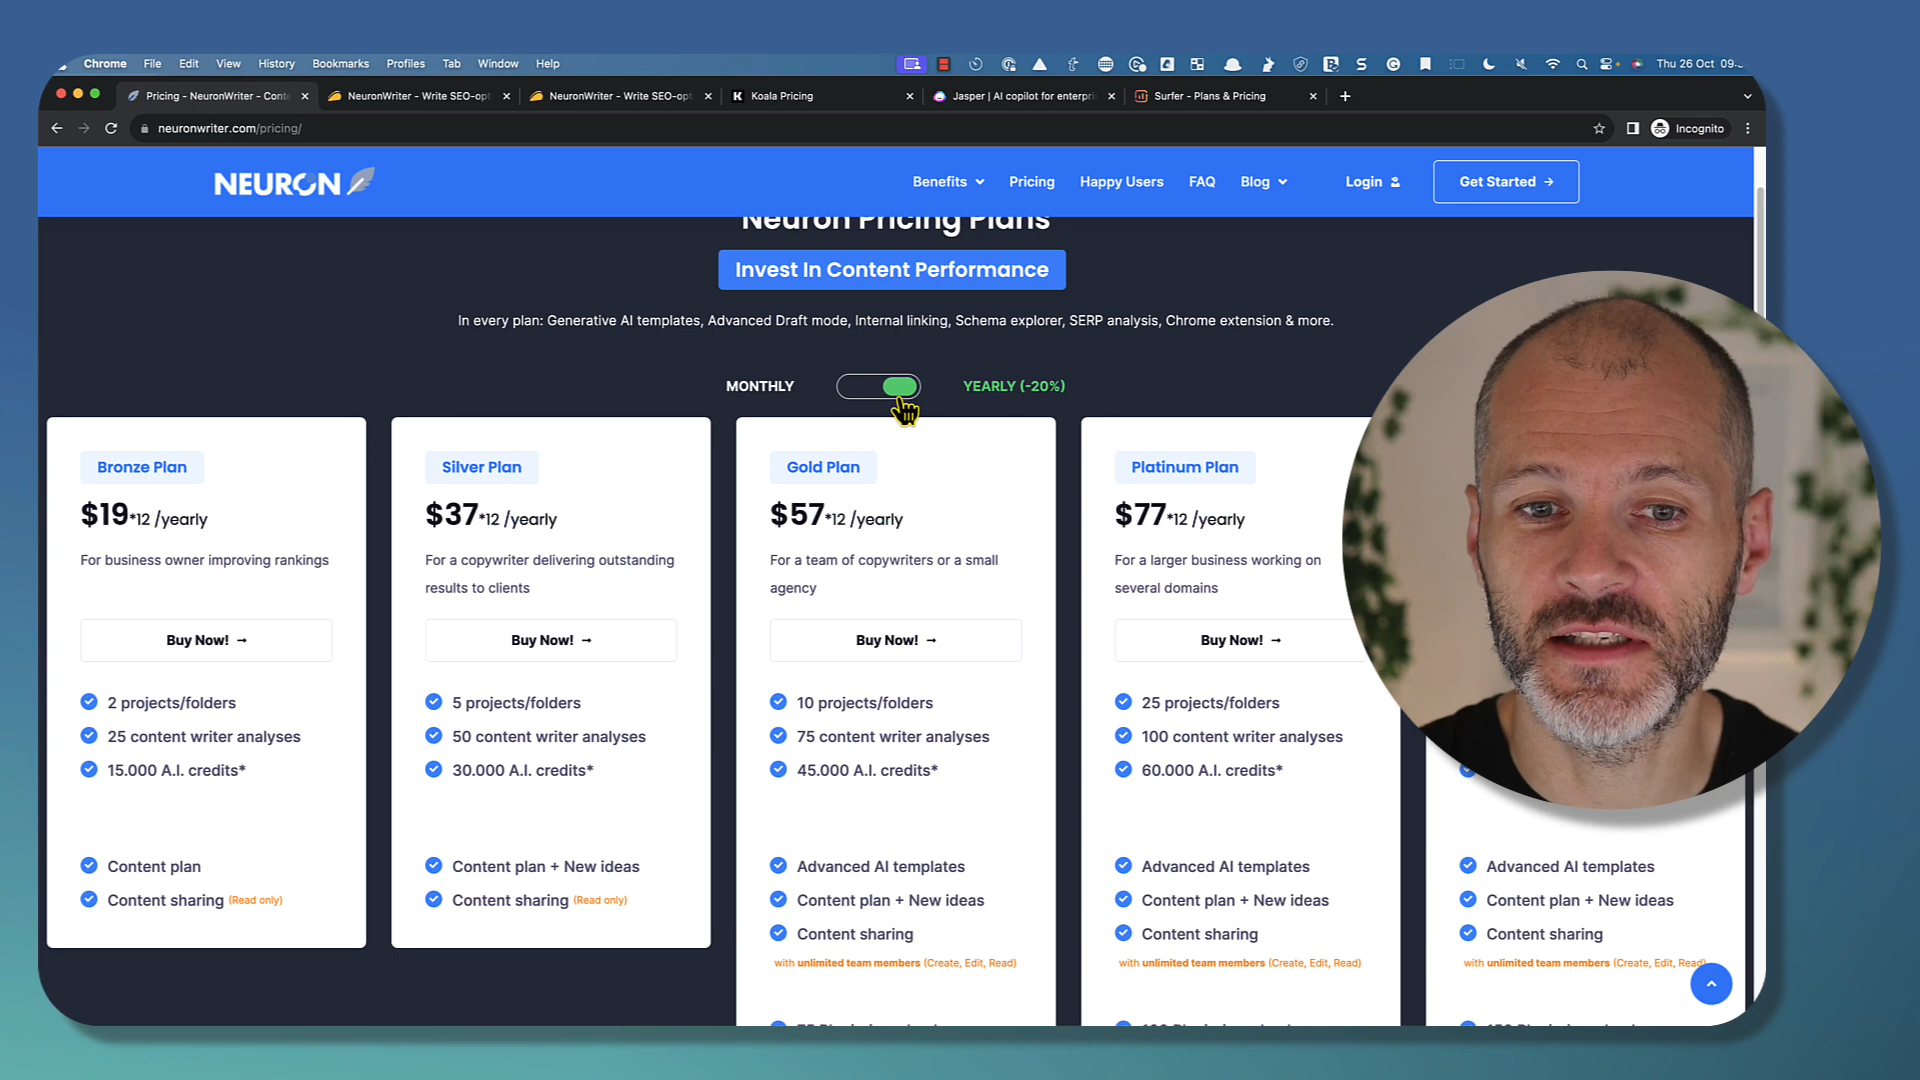 Chrome File Edit View History Bookmarks Profiles Tab Window Help
Thu 26 Oct
Pricing - NeuronWriter - Conte
NeuronWriter - Write SEO-opt
NeuronWriter - Write SEO-opt
Koala Pricing
Jasper | AI copilot for enterpri
Surfer - Plans & Pricing
neuronwriter.com/pricing/
Incognito
NEURON
Benefits Pricing Happy Users FAQ Blog Login Get Started →
Neuron Pricing Plans
Invest In Content Performance
In every plan: Generative AI templates, Advanced Draft mode, Internal linking, Schema explorer, SERP analysis, Chrome extension & more.
MONTHLY YEARLY (-20%)
Bronze Plan
$19*12 /yearly
For business owner improving rankings
Buy Now! →
2 projects/folders
25 content writer analyses
15.000 A.I. credits*
Content plan
Content sharing (Read only)
Silver Plan
$37*12 /yearly
For a copywriter delivering outstanding
results to clients
Buy Now! →
5 projects/folders
50 content writer analyses
30.000 A.I. credits*
Content plan + New ideas
Content sharing (Read only)
Gold Plan
$57*12 /yearly
For a team of copywriters or a small
agency
Buy Now! →
10 projects/folders
75 content writer analyses
45.000 A.I. credits*
Advanced AI templates
Content plan + New ideas
Content sharing
with unlimited team members (Create, Edit, Read)
Platinum Plan
$77*12 /yearly
For a larger business working on
several domains
Buy Now! →
25 projects/folders
100 content writer analyses
60.000 A.I. credits*
Advanced AI templates
Content plan + New ideas
Content sharing
with unlimited team members (Create, Edit, Read)
Advanced AI templates
Content plan + New ideas
Content sharing
with unlimited team members (Create, Edit, Read)